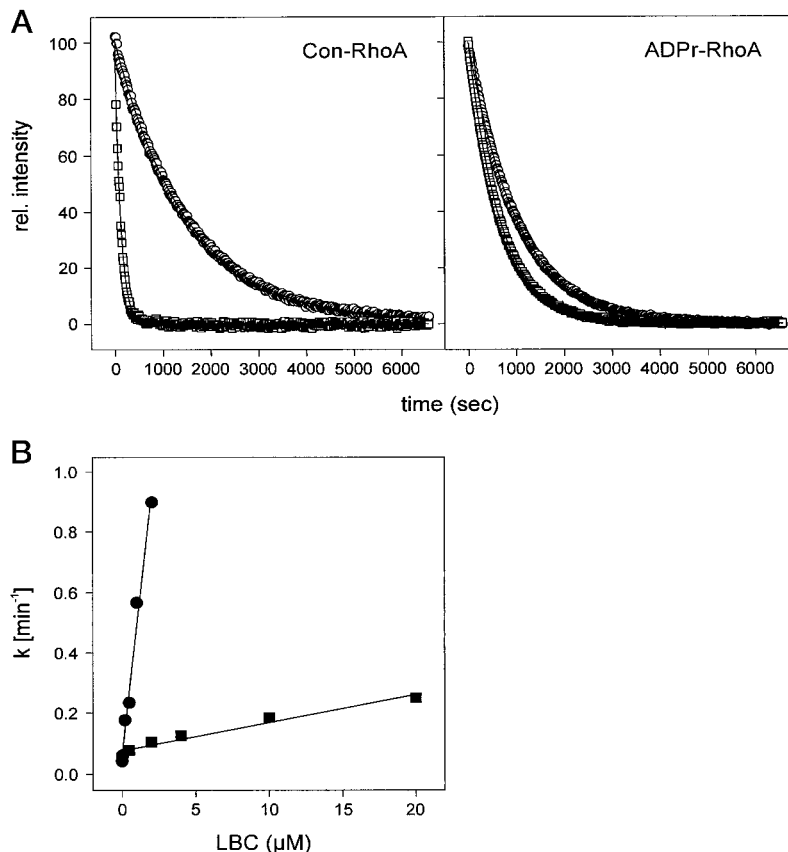 A
Con-RhoA
ADPr-RhoA
rel. intensity
100
80
60
40
20
0
0 1000 2000 3000 4000 5000 6000
0 1000 2000 3000 4000 5000 6000
time (sec)
B
k [min⁻¹]
1.0
0.8
0.6
0.4
0.2
0.0
0 5 10 15 20
LBC (µM)